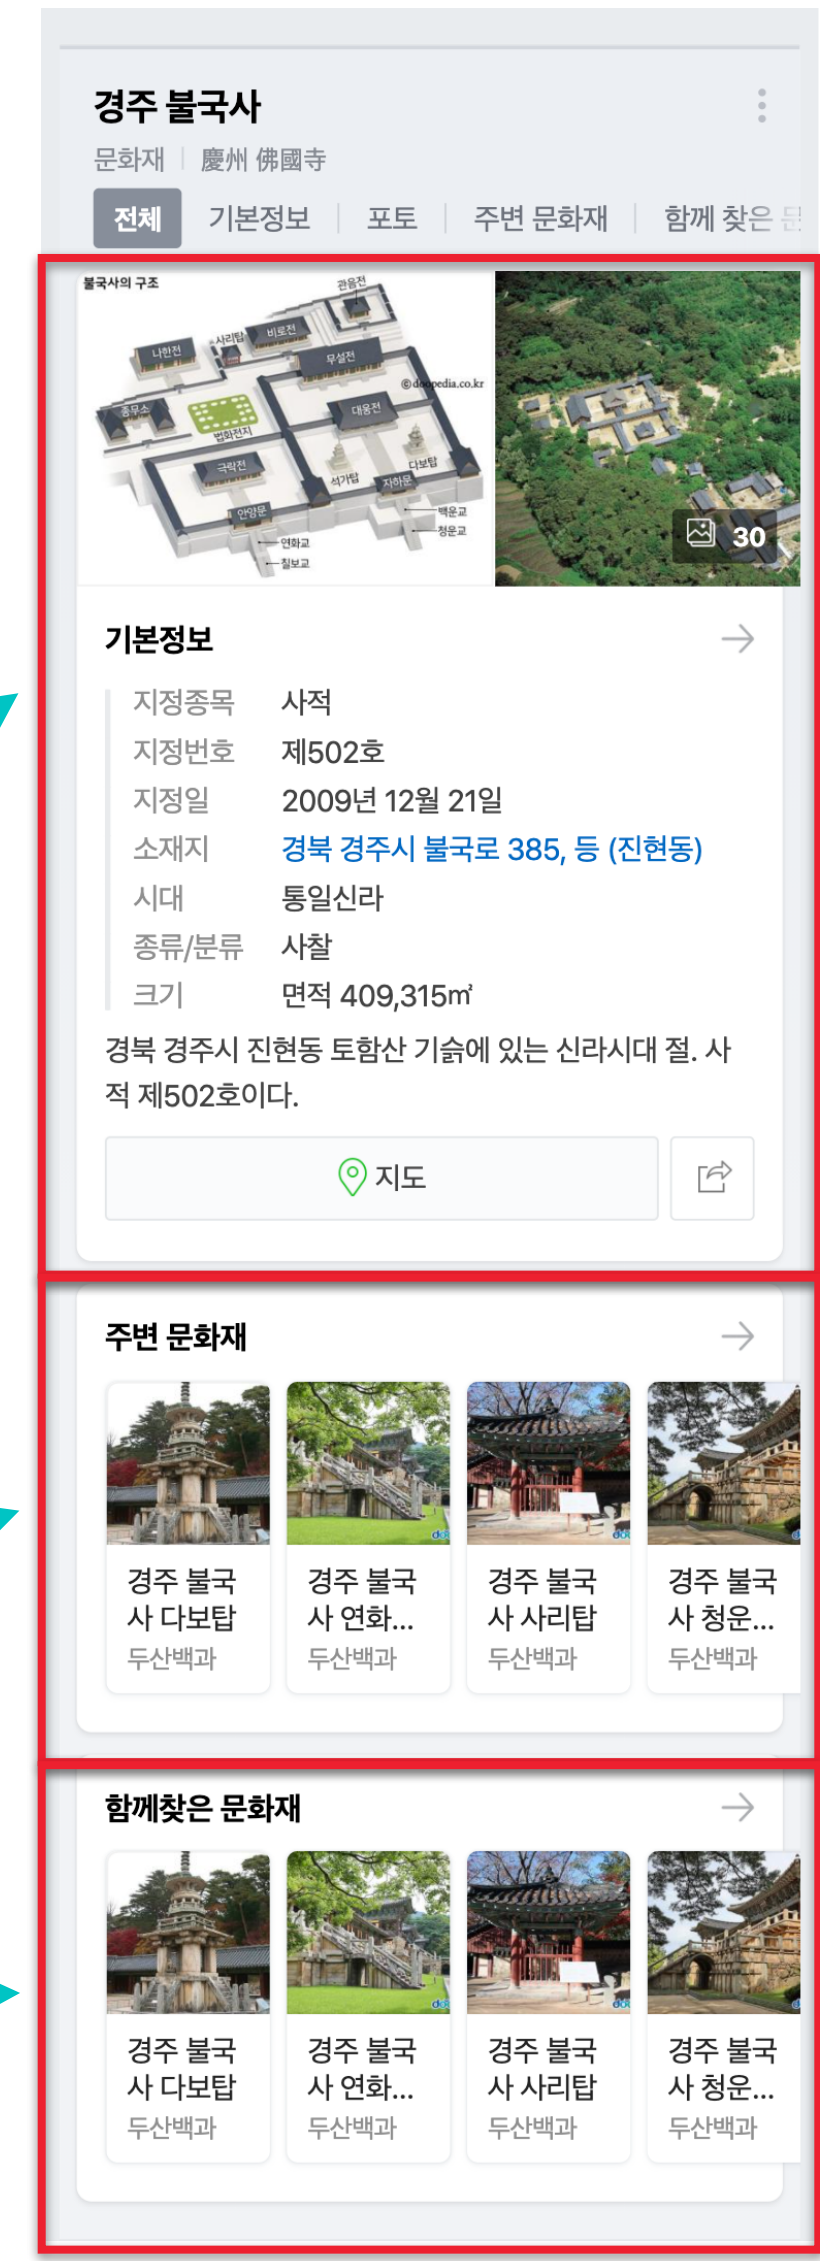 경주 불국사
문화재 | 慶州 佛國寺
전체 기본정보 | 포토 | 주변 문화재 | 함께 찾은 문
불국사의 구조
관음전
사리탑
비로전
나한전
무설전
©doopedia.co.kr
종무소
대웅전
법화전지
극락전
다보탑
석가탑
자하문
안양문
백운교
청운교
연화교
칠보교
30
기본정보
지정종목 사적
지정번호 제502호
지정일 2009년 12월 21일
소재지 경북 경주시 불국로 385, 등 (진현동)
시대 통일신라
종류/분류 사찰
크기 면적 409,315㎡
경북 경주시 진현동 토함산 기슭에 있는 신라시대 절. 사
적 제502호이다.
지도
주변 문화재
경주 불국 경주 불국 경주 불국 경주 불국
사 다보탑 사 연화... 사 사리탑 사 청운...
두산백과 두산백과 두산백과 두산백과
함께찾은 문화재
경주 불국 경주 불국 경주 불국 경주 불국
사 다보탑 사 연화... 사 사리탑 사 청운...
두산백과 두산백과 두산백과 두산백과